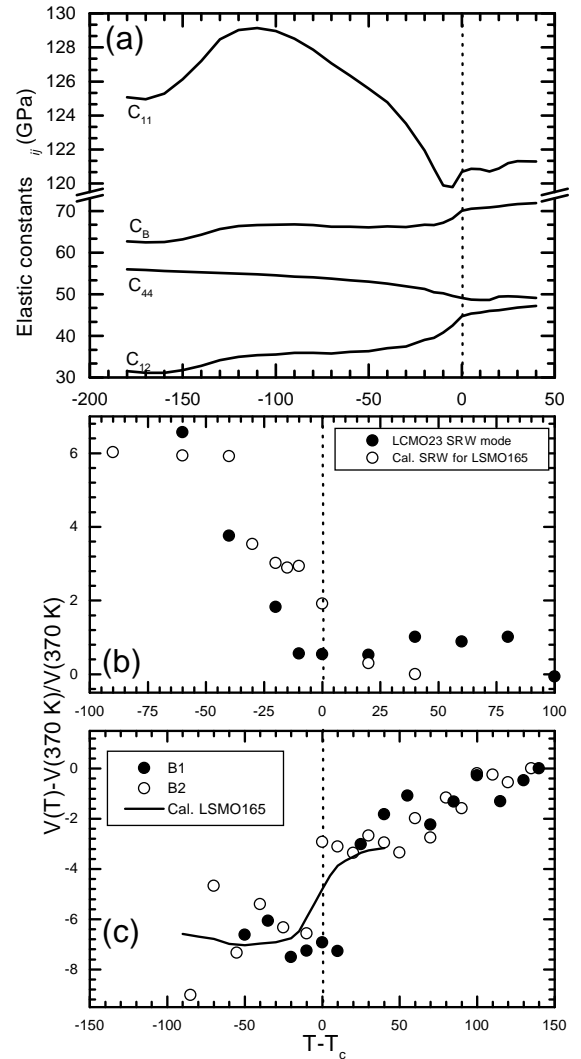 (a)
130
128
126
124
122
120
70
60
50
40
30
C11
CB
C44
C12
Elastic constants ij (GPa)
-200 -150 -100 -50 0 50
(b)
LCMO23 SRW mode
Cal. SRW for LSMO165
6
4
2
0
-100 -75 -50 -25 0 25 50 75 100
V(T)-V(370 K)/V(370 K)
(c)
B1
B2
Cal. LSMO165
0
-2
-4
-6
-8
-150 -100 -50 0 50 100 150
T-Tc